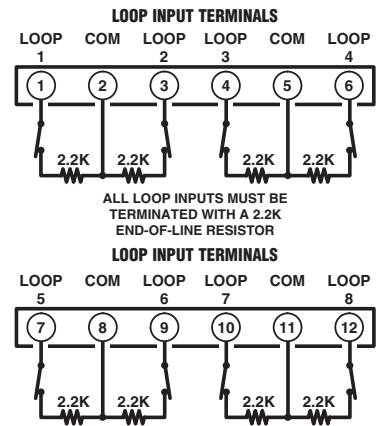 LOOP INPUT TERMINALS
LOOP 1 COM LOOP 2 LOOP 3 COM LOOP 4
1 2 3 4 5 6
2.2K 2.2K 2.2K 2.2K
ALL LOOP INPUTS MUST BE
TERMINATED WITH A 2.2K
END-OF-LINE RESISTOR
LOOP INPUT TERMINALS
LOOP 5 COM LOOP 6 LOOP 7 COM LOOP 8
7 8 9 10 11 12
2.2K 2.2K 2.2K 2.2K